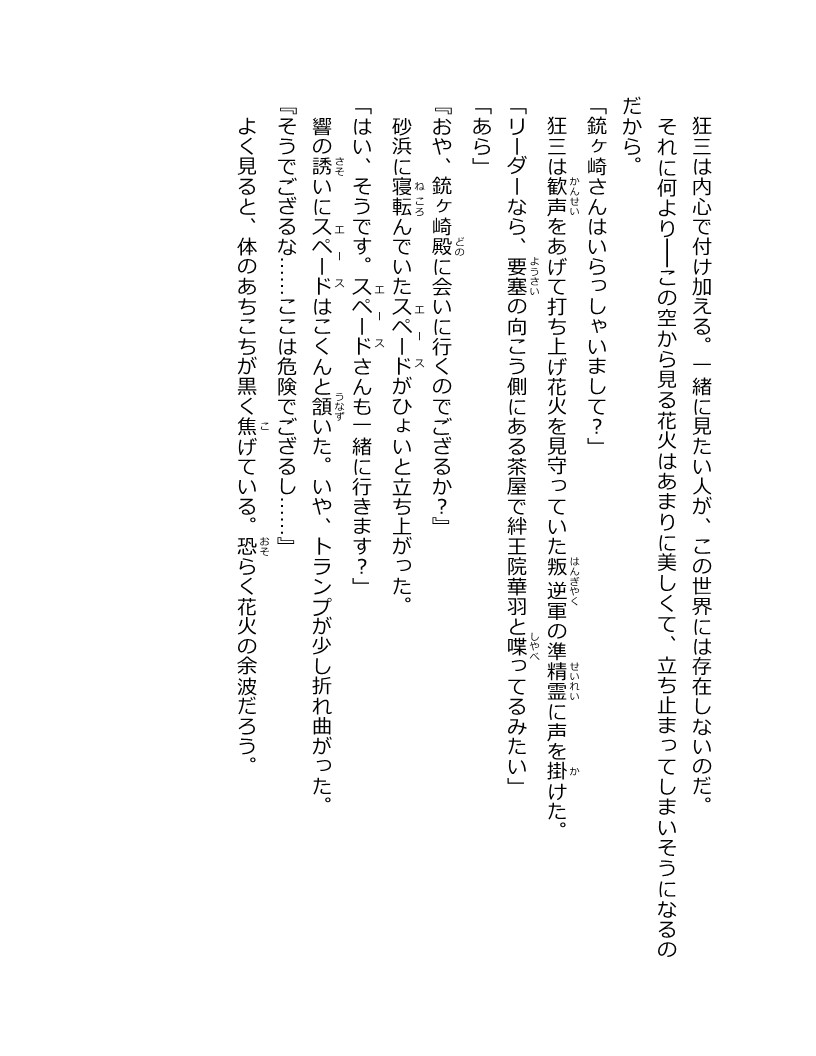 狂三は内心で付け加える。一緒に見たい人が、この世界には存在しないのだ。
それに何より──この空から見る花火はあまりに美しくて、立ち止まってしまいそうになるの
だから。
「銃ヶ崎さんはいらっしゃいまして？」
狂三は歓声をあげて打ち上げ花火を見守っていた叛逆軍の準精霊に声を掛けた。
「リーダーなら、要塞の向こう側にある茶屋で絆王院華羽と喋ってるみたい」
「あら」
『おや、銃ヶ崎殿に会いに行くのでござるか？』
砂浜に寝転んでいたスペードがひょいと立ち上がった。
「はい、そうです。スペードさんも一緒に行きます？」
響の誘いにスペードはこくんと頷いた。いや、トランプが少し折れ曲がった。
『そうでござるな……ここは危険でござるし……』
よく見ると、体のあちこちが黒く焦げている。恐らく花火の余波だろう。